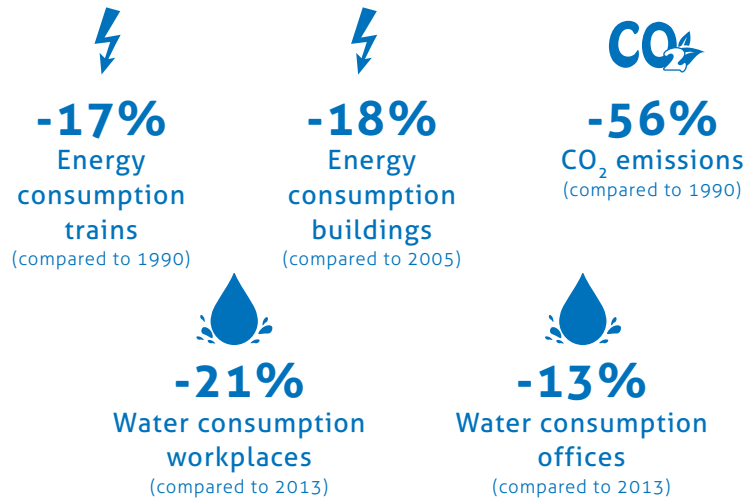 CO2
-17%
Energy
consumption
trains
(compared to 1990)
-18%
Energy
consumption
buildings
(compared to 2005)
-56%
CO₂ emissions
(compared to 1990)
-21%
Water consumption
workplaces
(compared to 2013)
-13%
Water consumption
offices
(compared to 2013)